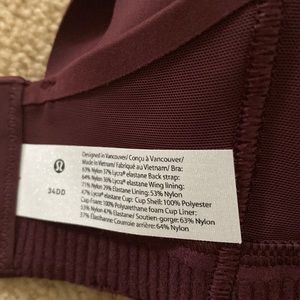 34DD
Designed in Vancouver/ Conçu à Vancouver/
Made in Vietnam/ Fabriqué au Vietnam/ Bra:
63% Nylon 37% Lycra® elastane Back strap:
64% Nylon 36% Lycra® elastane Wing lining:
71% Nylon 29% Elastane Lining: 53% Nylon
47% Lycra® elastane Cup: Cup Shell: 100% Polyester
Cup Foam: 100% Polyurethane foam Cup Liner:
53% Nylon 47% Elastane/ Soutien-gorge: 63% Nylon
37% Élasthanne Courroie arrière: 64% Nylon